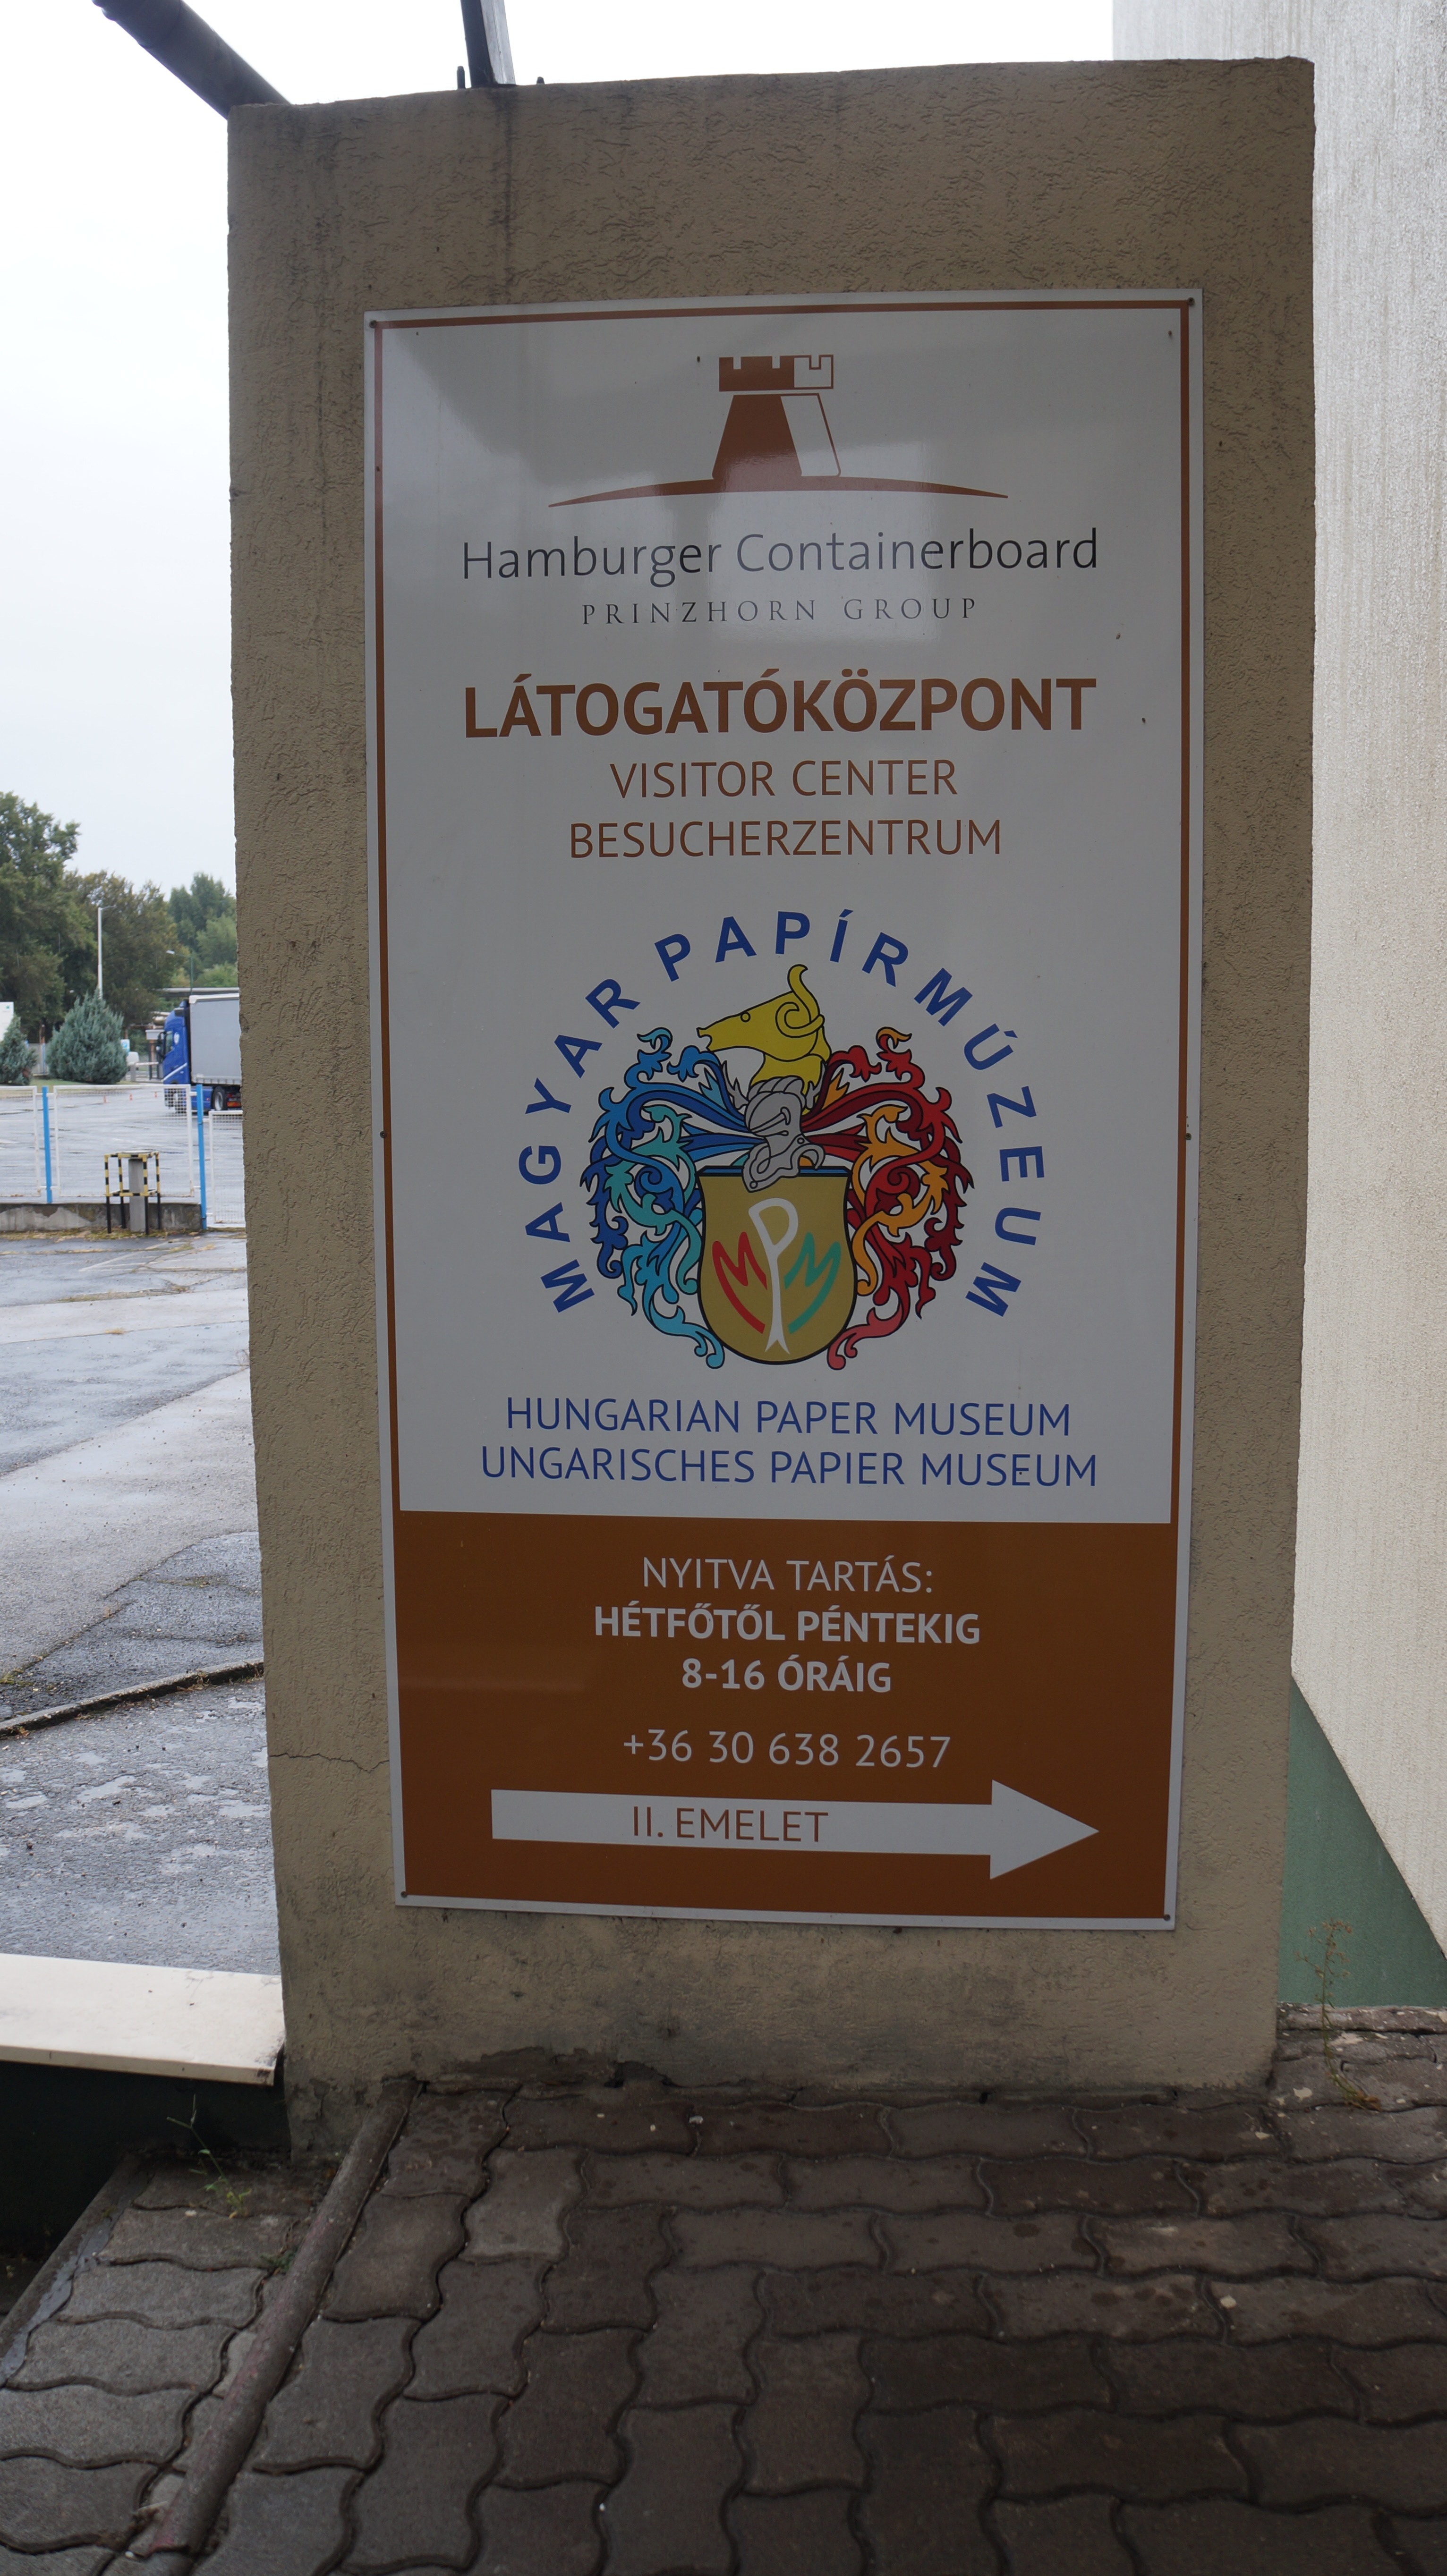 Hamburger Containerboard
PRINZHORN GROUP
LÁTOGATÓKÖZPONT
VISITOR CENTER
BESUCHERZENTRUM
MAGYAR PAPÍRMÚZEUM
MPM
HUNGARIAN PAPER MUSEUM
UNGARISCHES PAPIER MUSEUM
NYITVA TARTÁS:
HÉTFŐTŐL PÉNTEKIG
8-16 ÓRÁIG
+36 30 638 2657
II. EMELET